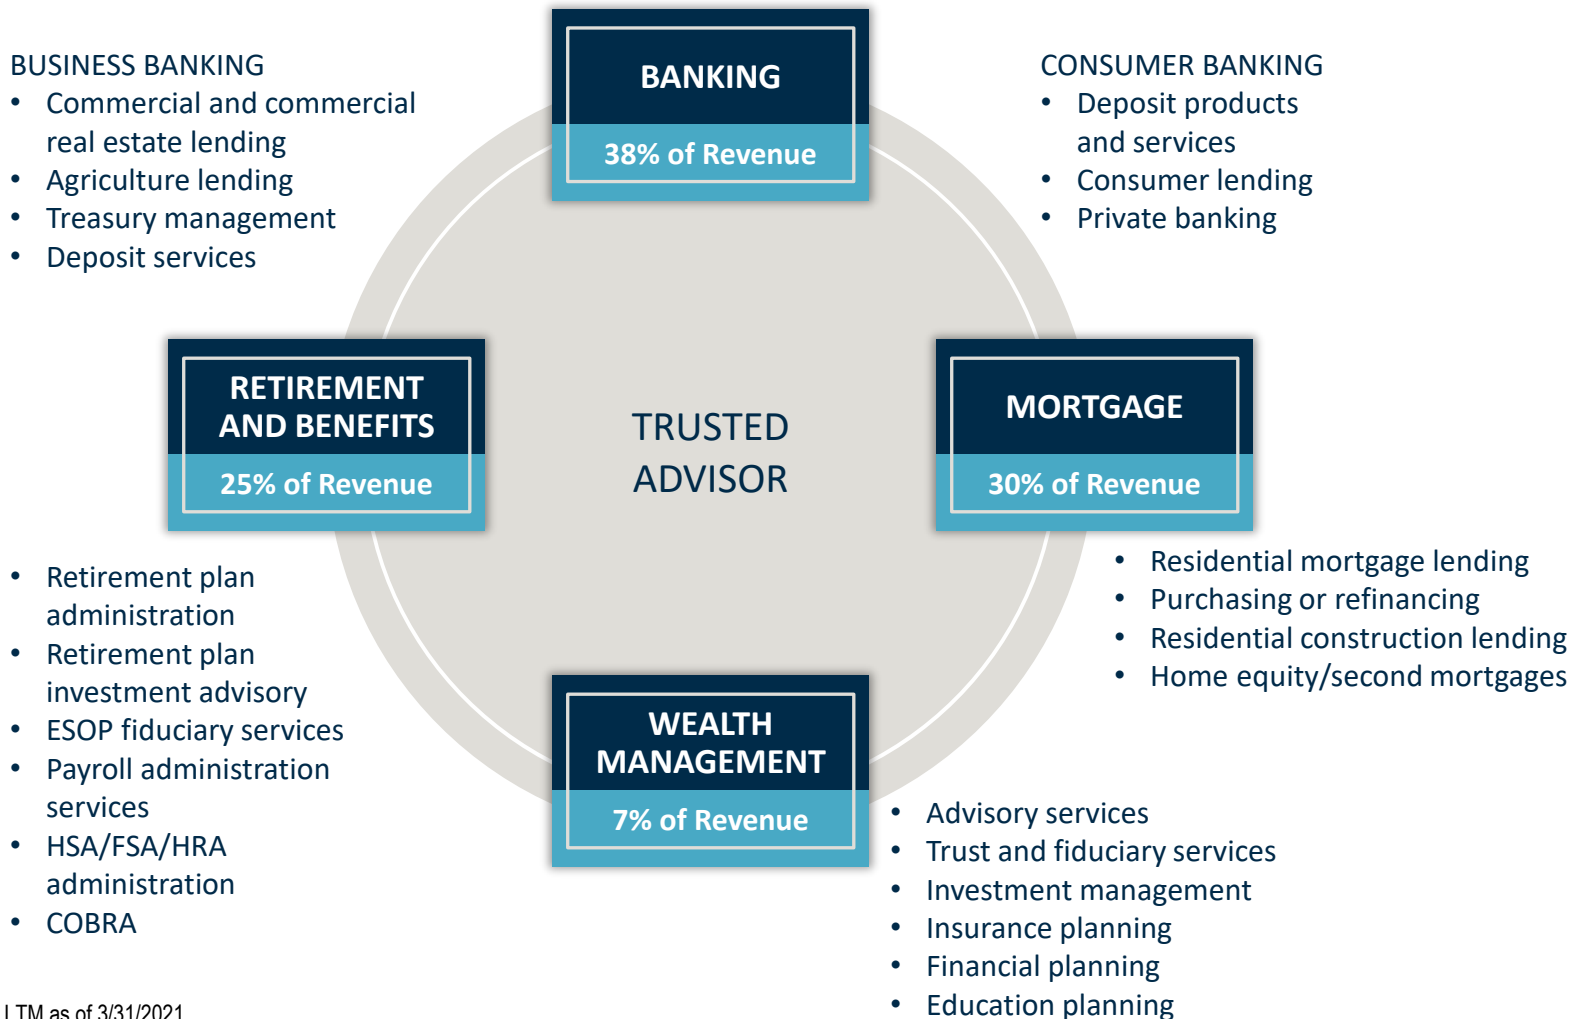 BANKING
38% of Revenue
BUSINESS BANKING
• Commercial and commercial
real estate lending
• Agriculture lending
• Treasury management
• Deposit services
CONSUMER BANKING
• Deposit products
and services
• Consumer lending
• Private banking
RETIREMENT
AND BENEFITS
25% of Revenue
TRUSTED
ADVISOR
MORTGAGE
30% of Revenue
• Retirement plan
administration
• Retirement plan
investment advisory
• ESOP fiduciary services
• Payroll administration
services
• HSA/FSA/HRA
administration
• COBRA
• Residential mortgage lending
• Purchasing or refinancing
• Residential construction lending
• Home equity/second mortgages
WEALTH
MANAGEMENT
7% of Revenue
• Advisory services
• Trust and fiduciary services
• Investment management
• Insurance planning
• Financial planning
• Education planning
LTM as of 3/31/2021